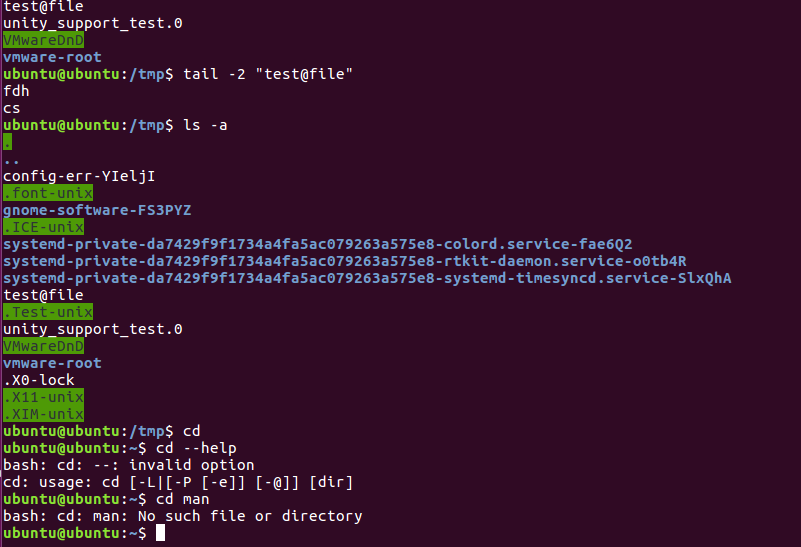 test@file
unity_support_test.0
VMwareDnD
vmware-root
ubuntu@ubuntu:/tmp$ tail -2 "test@file"
fdh
cs
ubuntu@ubuntu:/tmp$ ls -a
.
..
config-err-YIeljI
.font-unix
gnome-software-FS3PYZ
.ICE-unix
systemd-private-da7429f9f1734a4fa5ac079263a575e8-colord.service-fae6Q2
systemd-private-da7429f9f1734a4fa5ac079263a575e8-rtkit-daemon.service-o0tb4R
systemd-private-da7429f9f1734a4fa5ac079263a575e8-systemd-timesyncd.service-SlxQhA
test@file
.Test-unix
unity_support_test.0
VMwareDnD
vmware-root
.X0-lock
.X11-unix
.XIM-unix
ubuntu@ubuntu:/tmp$ cd
ubuntu@ubuntu:~$ cd --help
bash: cd: --: invalid option
cd: usage: cd [-L|[-P [-e]] [-@]] [dir]
ubuntu@ubuntu:~$ cd man
bash: cd: man: No such file or directory
ubuntu@ubuntu:~$